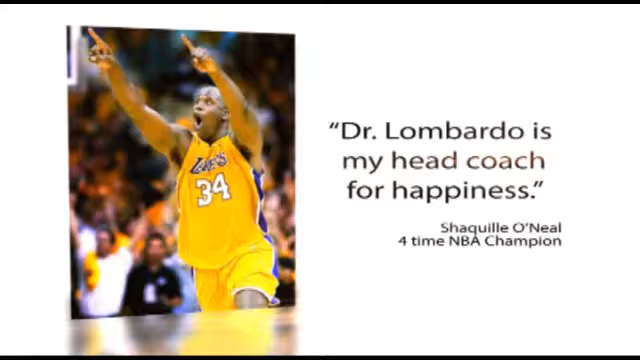 LAKERS
34
“Dr. Lombardo is
my head coach
for happiness.”
Shaquille O’Neal
4 time NBA Champion